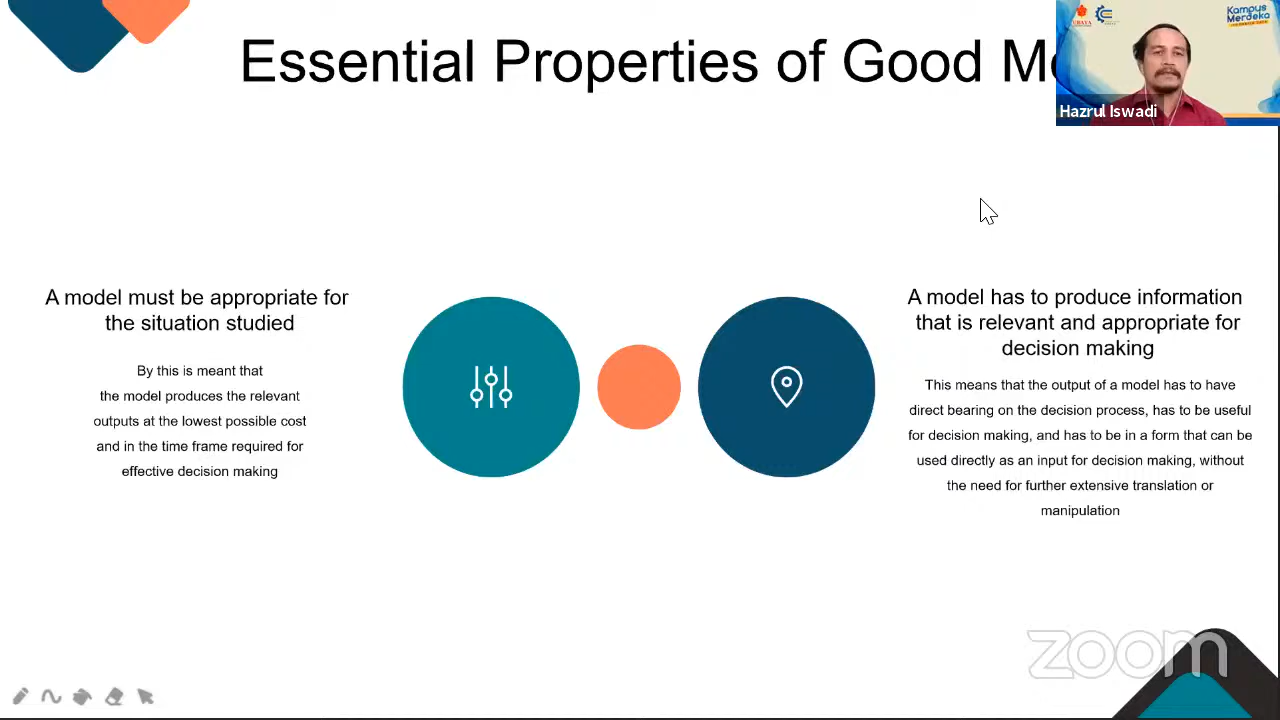 Essential Properties of Good
Kampus
Merdeka
Hazrul Iswadi
A model must be appropriate for
the situation studied
By this is meant that
the model produces the relevant
outputs at the lowest possible cost
and in the time frame required for
effective decision making
A model has to produce information
that is relevant and appropriate for
decision making
This means that the output of a model has to have
direct bearing on the decision process, has to be useful
for decision making, and has to be in a form that can be
used directly as an input for decision making, without
the need for further extensive translation or
manipulation
zoom